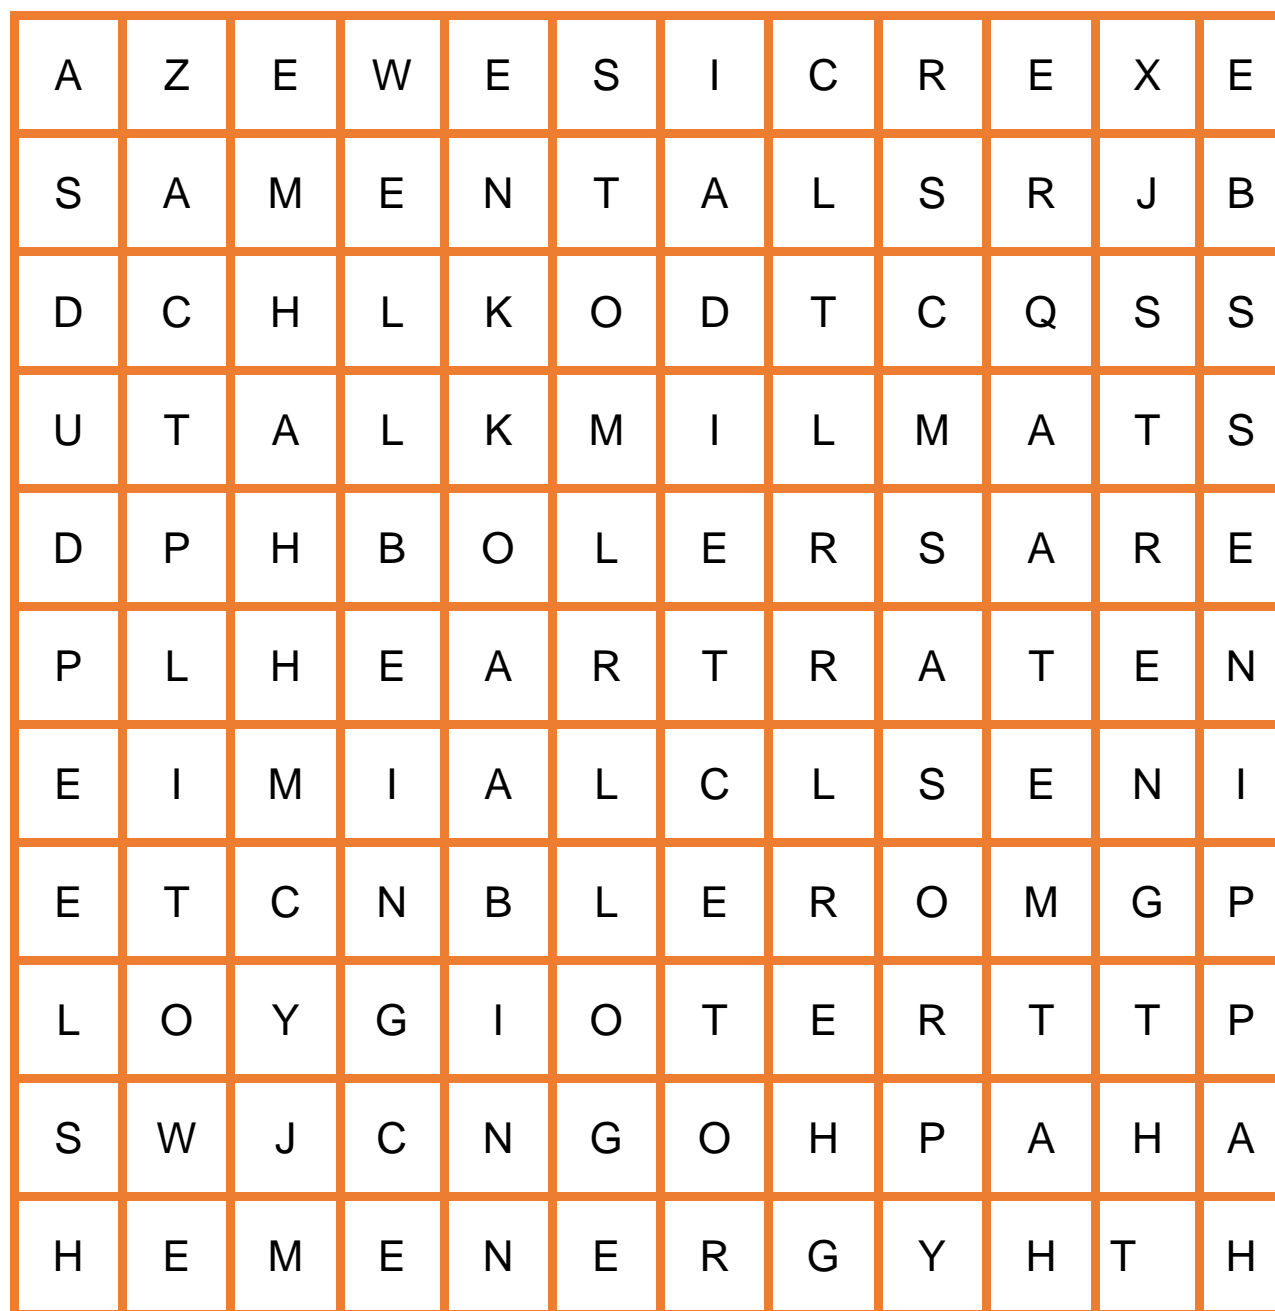 A Z E W E S I C R E X E
S A M E N T A L S R J B
D C H L K O D T C Q S S
U T A L K M I L M A T S
D P H B O L E R S A R E
P L H E A R T R A T E N
E I M I A L C L S E N I
E T C N B L E R O M G P
L O Y G I O T E R T T P
S W J C N G O H P A H A
H E M E N E R G Y H T H